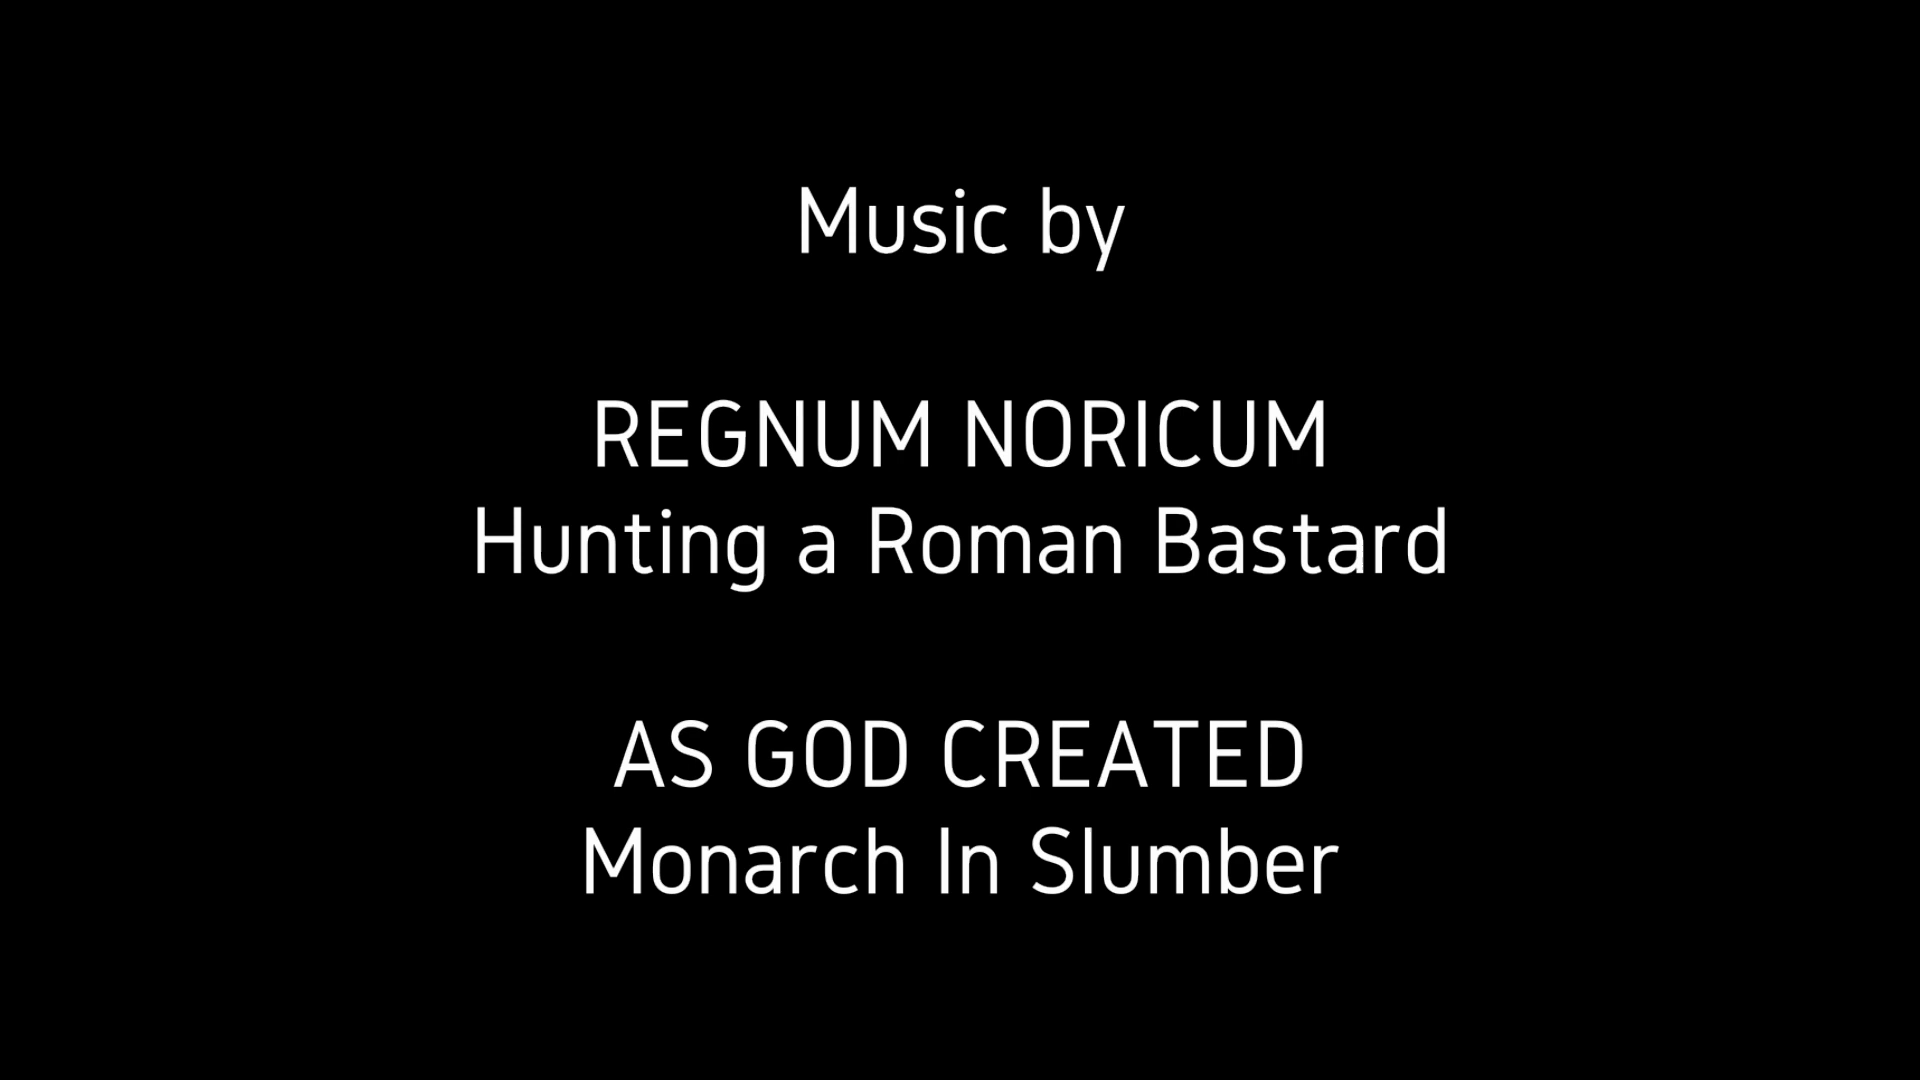 Music by
REGNUM NORICUM
Hunting a Roman Bastard
AS GOD CREATED
Monarch In Slumber